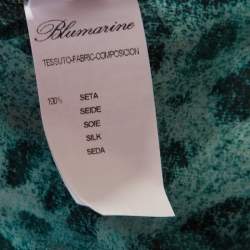 Blumarine
TESSUTO-FABRIC-COMPOSICION
100% SETA
SEIDE
SOIE
SILK
SEDA